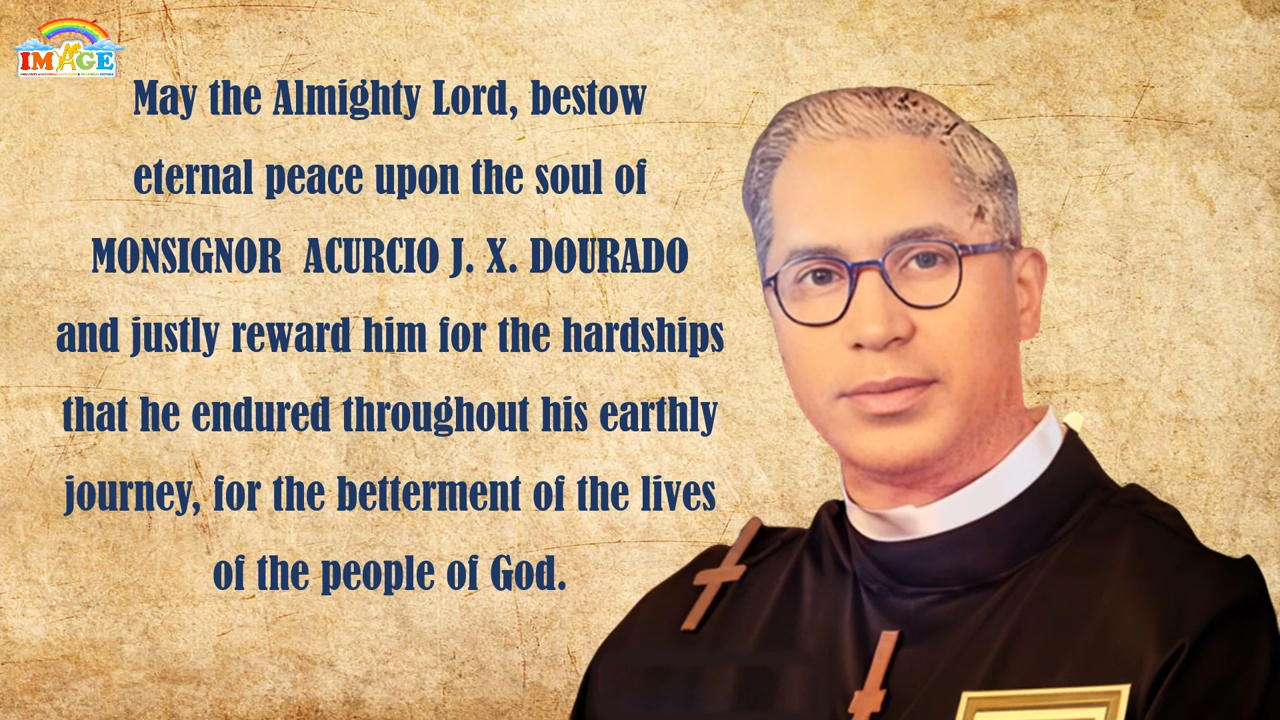 IMAGE
May the Almighty Lord, bestow
eternal peace upon the soul of
MONSIGNOR ACURCIO J. X. DOURADO
and justly reward him for the hardships
that he endured throughout his earthly
journey, for the betterment of the lives
of the people of God.